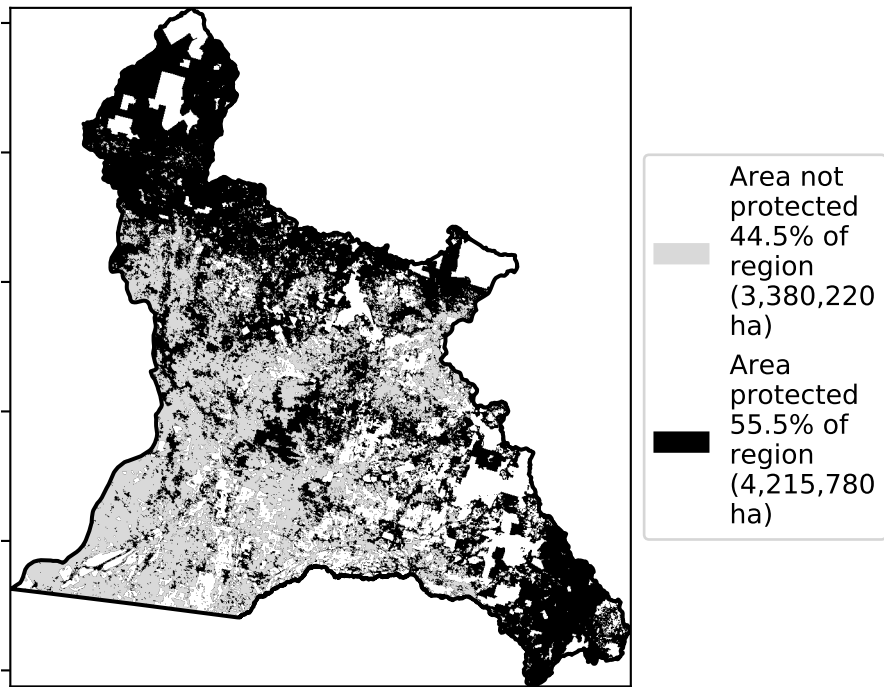 Area not
protected
44.5% of
region
(3,380,220
ha)
Area
protected
55.5% of
region
(4,215,780
ha)